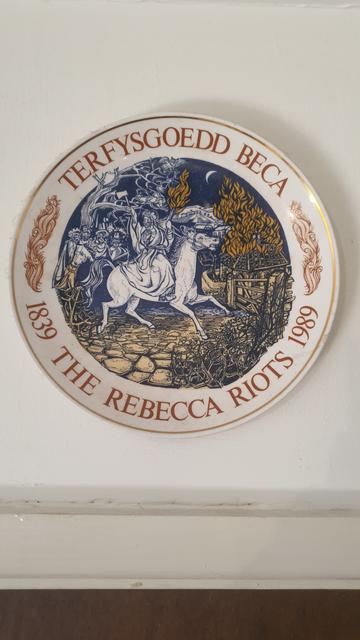 TERFYSGOEDD BECA
1839 THE REBECCA RIOTS 1989